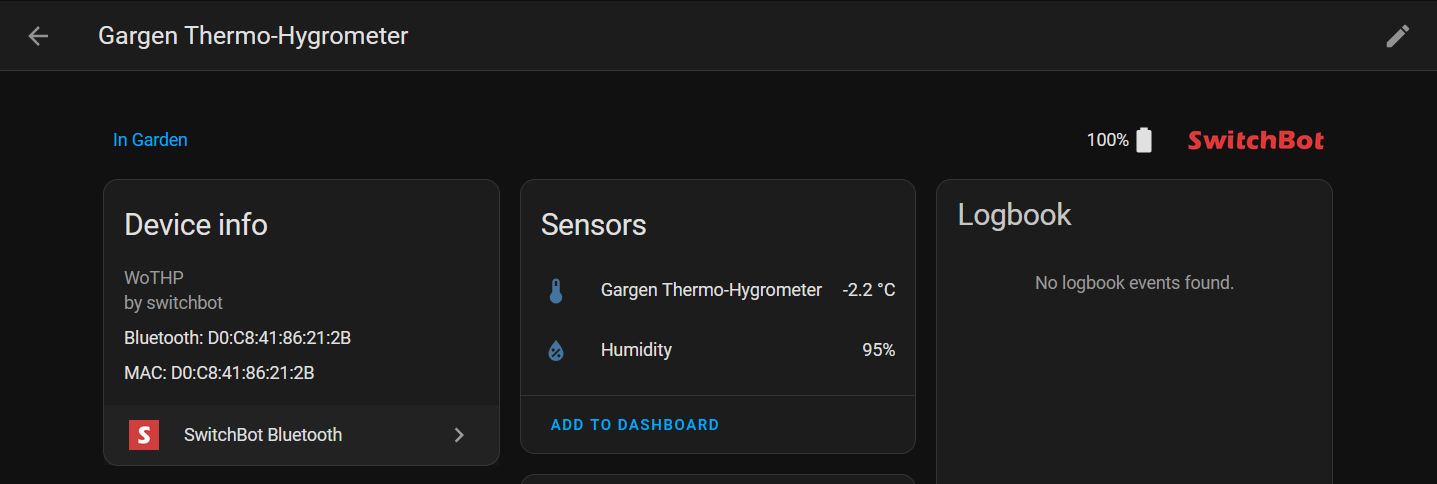 Gargen Thermo-Hygrometer
In Garden
100%
SwitchBot
Device info
WoTHP
by switchbot
Bluetooth: D0:C8:41:86:21:2B
MAC: D0:C8:41:86:21:2B
S
SwitchBot Bluetooth
Sensors
Gargen Thermo-Hygrometer -2.2 °C
Humidity 95%
ADD TO DASHBOARD
Logbook
No logbook events found.